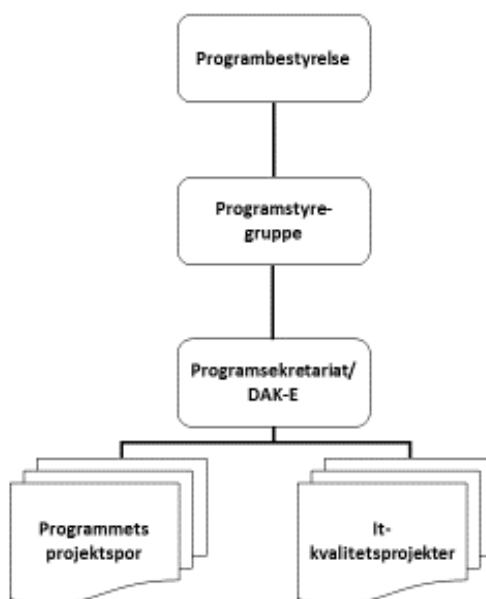 Programbestyrelse
Programstyre-
gruppe
Programsekretariat/
DAK-E
Programmets
projektspor
It-
kvalitetsprojekter